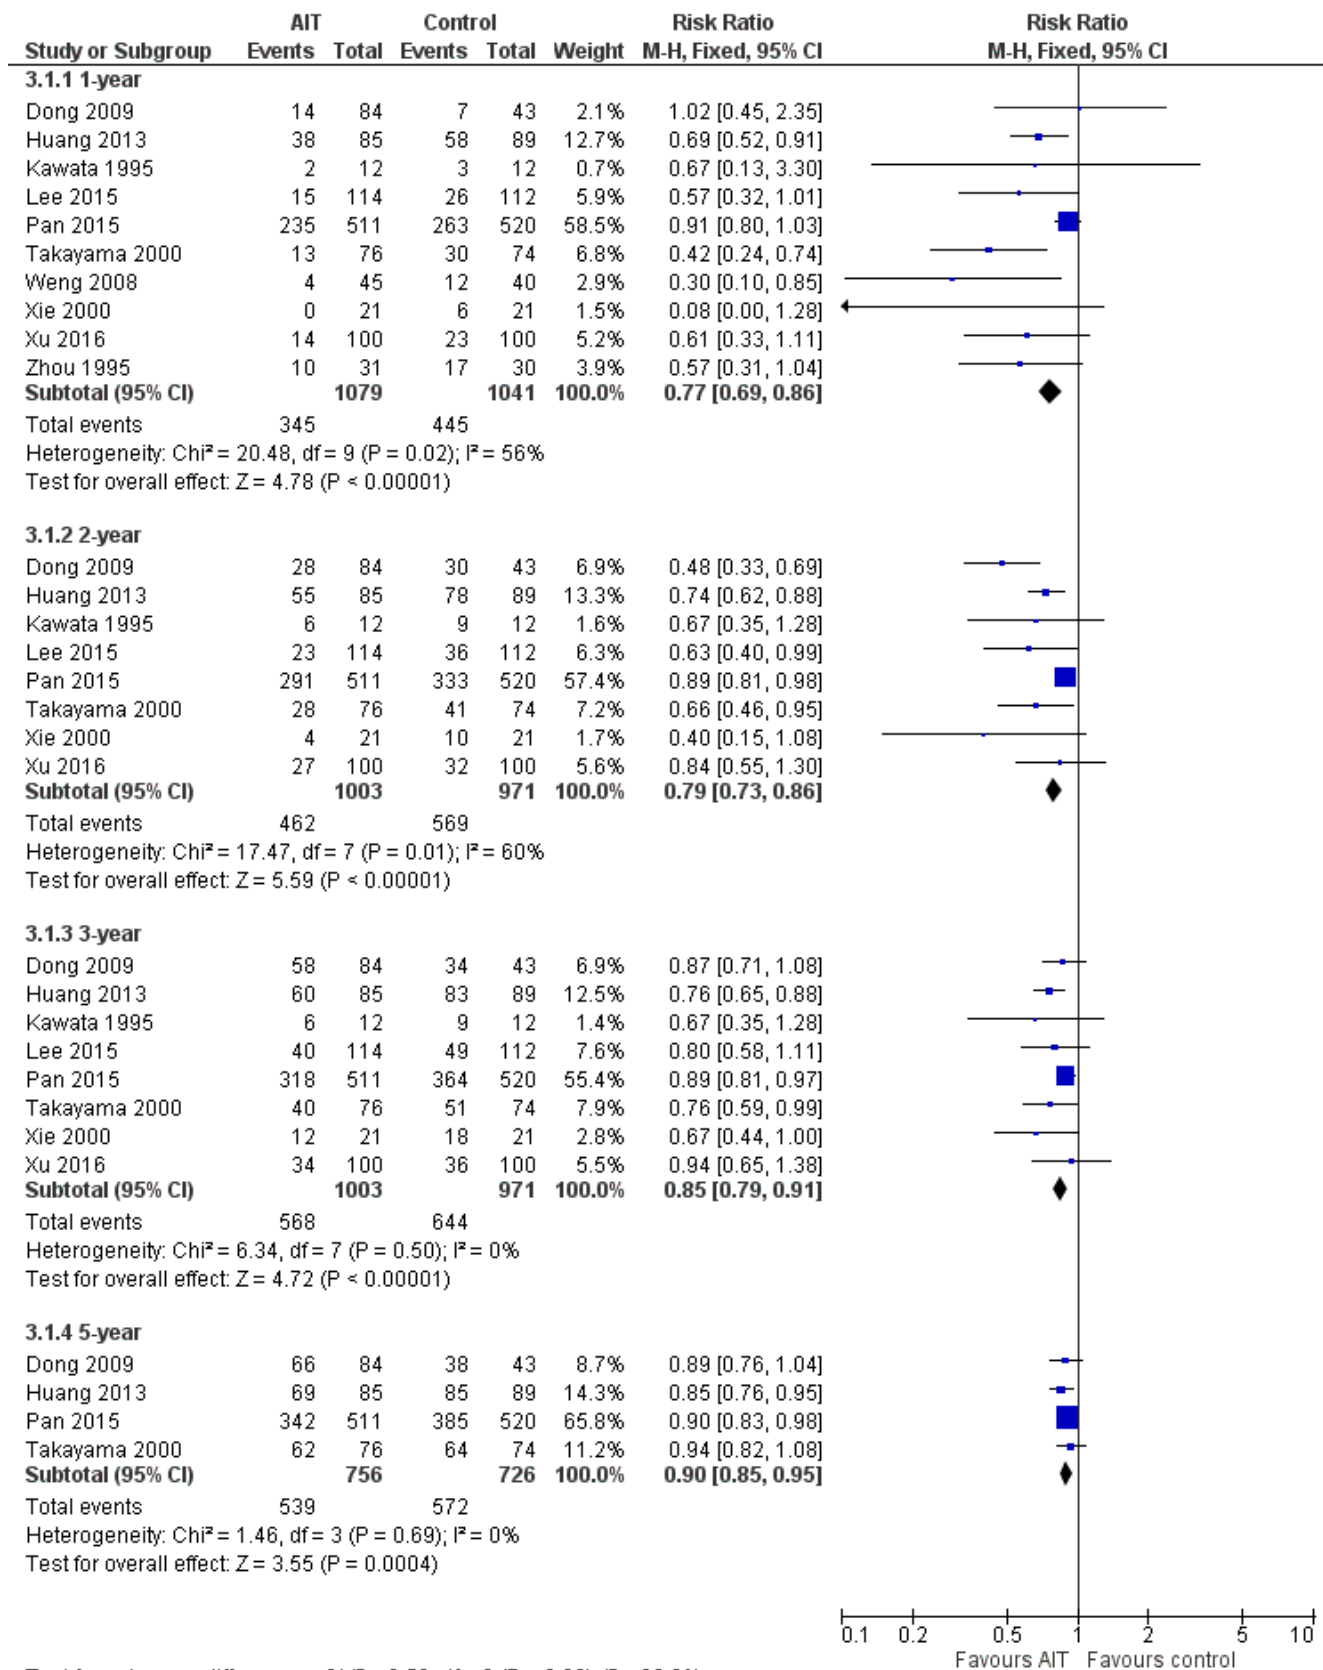 AIT Control Risk Ratio Risk Ratio
Study or Subgroup Events Total Events Total Weight M-H, Fixed, 95% CI M-H, Fixed, 95% CI
3.1.1 1-year
Dong 2009 14 84 7 43 2.1% 1.02 [0.45, 2.35]
Huang 2013 38 85 58 89 12.7% 0.69 [0.52, 0.91]
Kawata 1995 2 12 3 12 0.7% 0.67 [0.13, 3.30]
Lee 2015 15 114 26 112 5.9% 0.57 [0.32, 1.01]
Pan 2015 235 511 263 520 58.5% 0.91 [0.80, 1.03]
Takayama 2000 13 76 30 74 6.8% 0.42 [0.24, 0.74]
Weng 2008 4 45 12 40 2.9% 0.30 [0.10, 0.85]
Xie 2000 0 21 6 21 1.5% 0.08 [0.00, 1.28]
Xu 2016 14 100 23 100 5.2% 0.61 [0.33, 1.11]
Zhou 1995 10 31 17 30 3.9% 0.57 [0.31, 1.04]
Subtotal (95% CI) 1079 1041 100.0% 0.77 [0.69, 0.86]
Total events 345 445
Heterogeneity: Chi² = 20.48, df = 9 (P = 0.02); I² = 56%
Test for overall effect: Z = 4.78 (P < 0.00001)
3.1.2 2-year
Dong 2009 28 84 30 43 6.9% 0.48 [0.33, 0.69]
Huang 2013 55 85 78 89 13.3% 0.74 [0.62, 0.88]
Kawata 1995 6 12 9 12 1.6% 0.67 [0.35, 1.28]
Lee 2015 23 114 36 112 6.3% 0.63 [0.40, 0.99]
Pan 2015 291 511 333 520 57.4% 0.89 [0.81, 0.98]
Takayama 2000 28 76 41 74 7.2% 0.66 [0.46, 0.95]
Xie 2000 4 21 10 21 1.7% 0.40 [0.15, 1.08]
Xu 2016 27 100 32 100 5.6% 0.84 [0.55, 1.30]
Subtotal (95% CI) 1003 971 100.0% 0.79 [0.73, 0.86]
Total events 462 569
Heterogeneity: Chi² = 17.47, df = 7 (P = 0.01); I² = 60%
Test for overall effect: Z = 5.59 (P < 0.00001)
3.1.3 3-year
Dong 2009 58 84 34 43 6.9% 0.87 [0.71, 1.08]
Huang 2013 60 85 83 89 12.5% 0.76 [0.65, 0.88]
Kawata 1995 6 12 9 12 1.4% 0.67 [0.35, 1.28]
Lee 2015 40 114 49 112 7.6% 0.80 [0.58, 1.11]
Pan 2015 318 511 364 520 55.4% 0.89 [0.81, 0.97]
Takayama 2000 40 76 51 74 7.9% 0.76 [0.59, 0.99]
Xie 2000 12 21 18 21 2.8% 0.67 [0.44, 1.00]
Xu 2016 34 100 36 100 5.5% 0.94 [0.65, 1.38]
Subtotal (95% CI) 1003 971 100.0% 0.85 [0.79, 0.91]
Total events 568 644
Heterogeneity: Chi² = 6.34, df = 7 (P = 0.50); I² = 0%
Test for overall effect: Z = 4.72 (P < 0.00001)
3.1.4 5-year
Dong 2009 66 84 38 43 8.7% 0.89 [0.76, 1.04]
Huang 2013 69 85 85 89 14.3% 0.85 [0.76, 0.95]
Pan 2015 342 511 385 520 65.8% 0.90 [0.83, 0.98]
Takayama 2000 62 76 64 74 11.2% 0.94 [0.82, 1.08]
Subtotal (95% CI) 756 726 100.0% 0.90 [0.85, 0.95]
Total events 539 572
Heterogeneity: Chi² = 1.46, df = 3 (P = 0.69); I² = 0%
Test for overall effect: Z = 3.55 (P = 0.0004)
0.1 0.2 0.5 1 2 5 10
Favours AIT Favours control